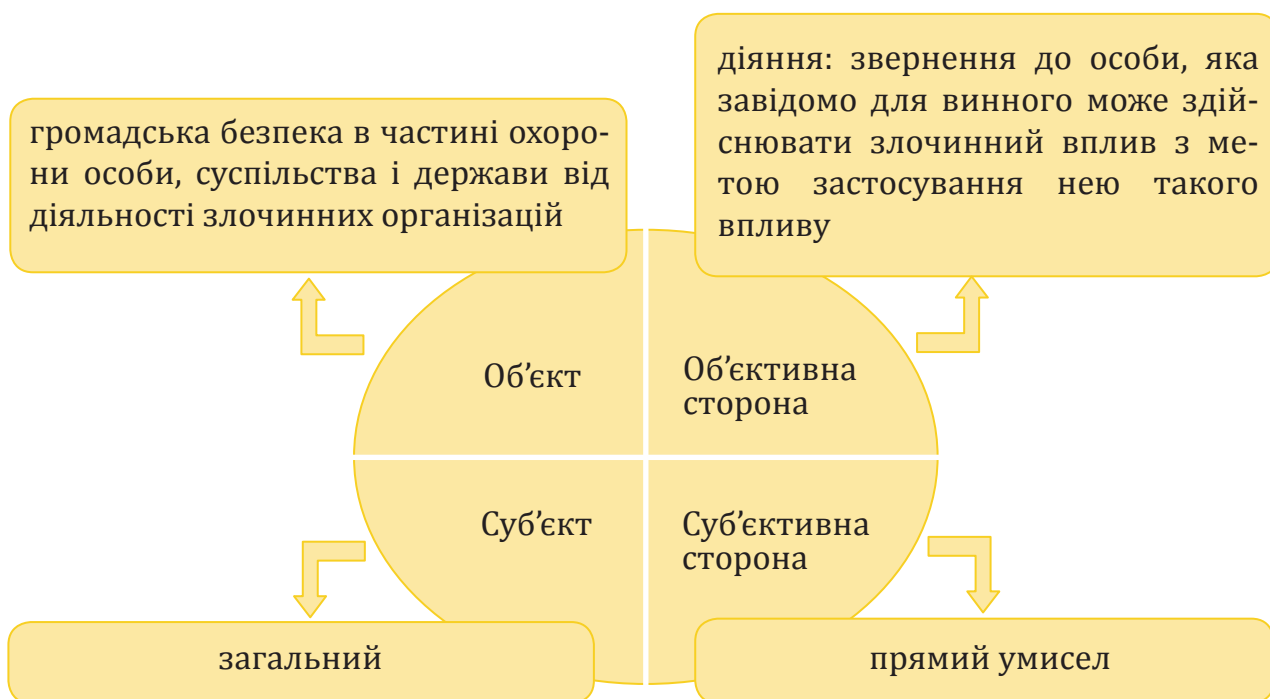 громадська безпека в частині охоро-
ни особи, суспільства і держави від
діяльності злочинних організацій
діяння: звернення до особи, яка
завідомо для винного може здій-
снювати злочинний вплив з ме-
тою застосування нею такого
впливу
Об’єкт
Об’єктивна
сторона
Суб’єкт
Суб’єктивна
сторона
загальний
прямий умисел